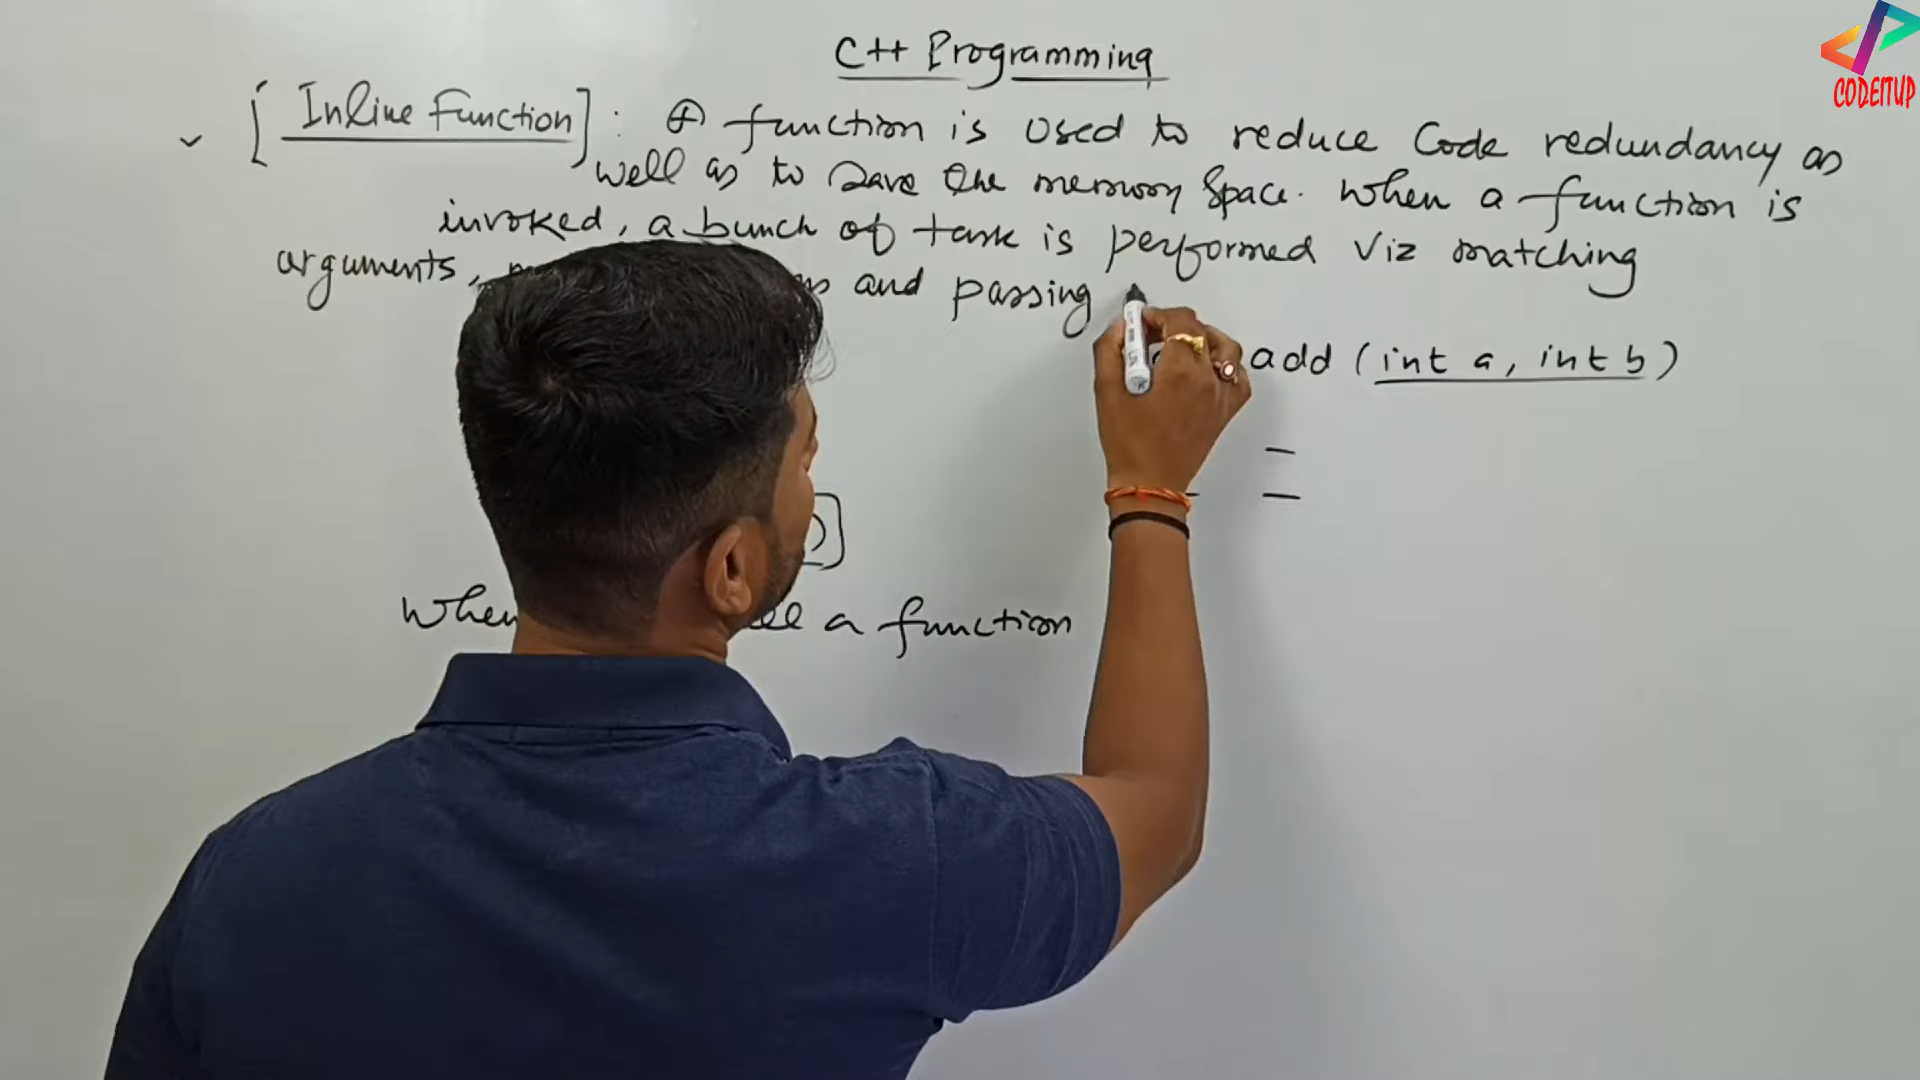 C++ Programming
CODEITUP
[Inline Function] : A function is used to reduce Code redundancy as
well as to save the memory space. When a function is
invoked, a bunch of task is performed viz matching
arguments, and passing
add (int a, int b)
=
)]
When a function